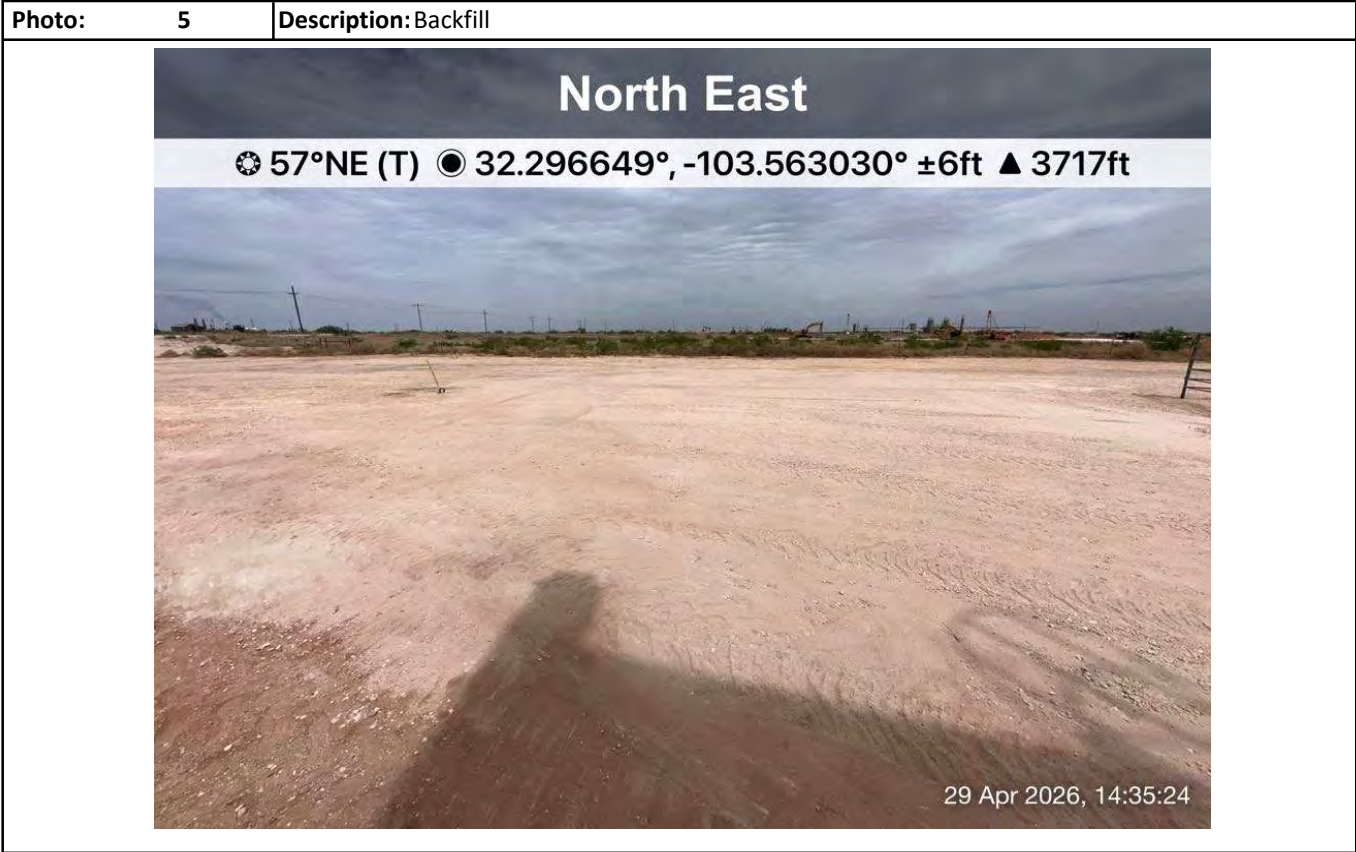 Photo: 5 Description: Backfill
North East
57°NE (T) 32.296649°, -103.563030° ±6ft ▲ 3717ft
29 Apr 2026, 14:35:24